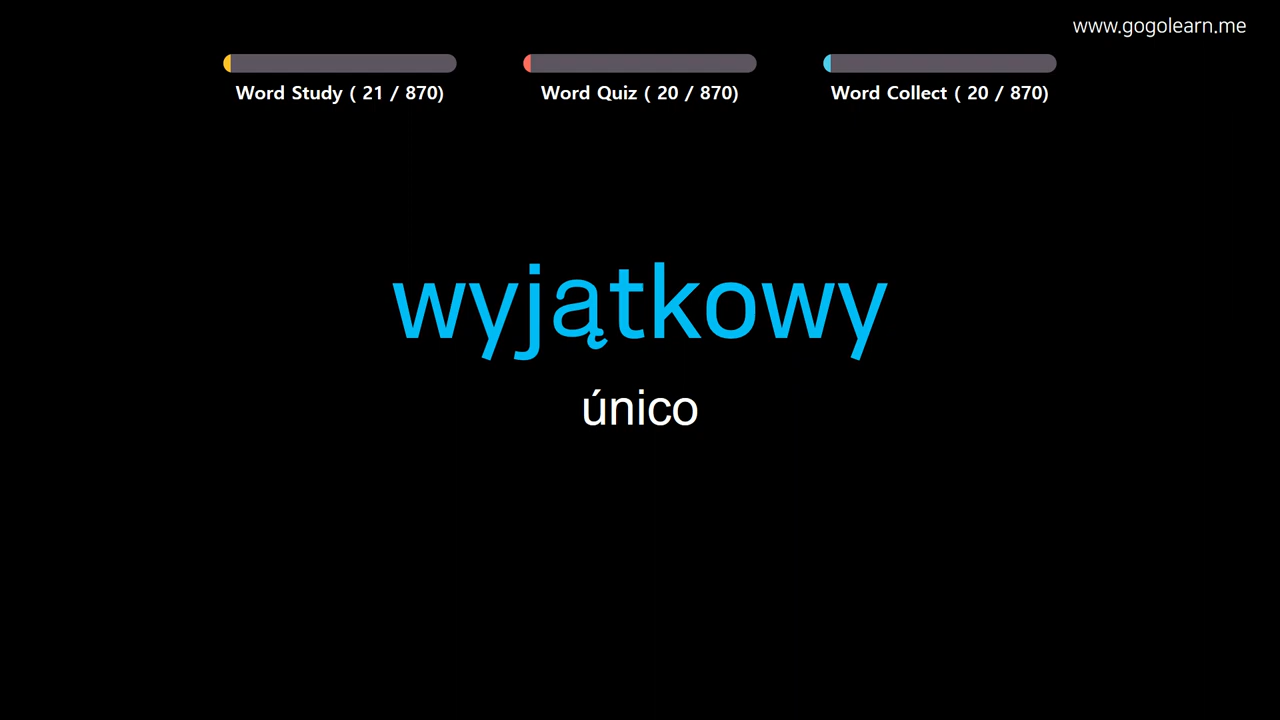 www.gogolearn.me
Word Study ( 21 / 870)
Word Quiz ( 20 / 870)
Word Collect ( 20 / 870)
wyjątkowy
único